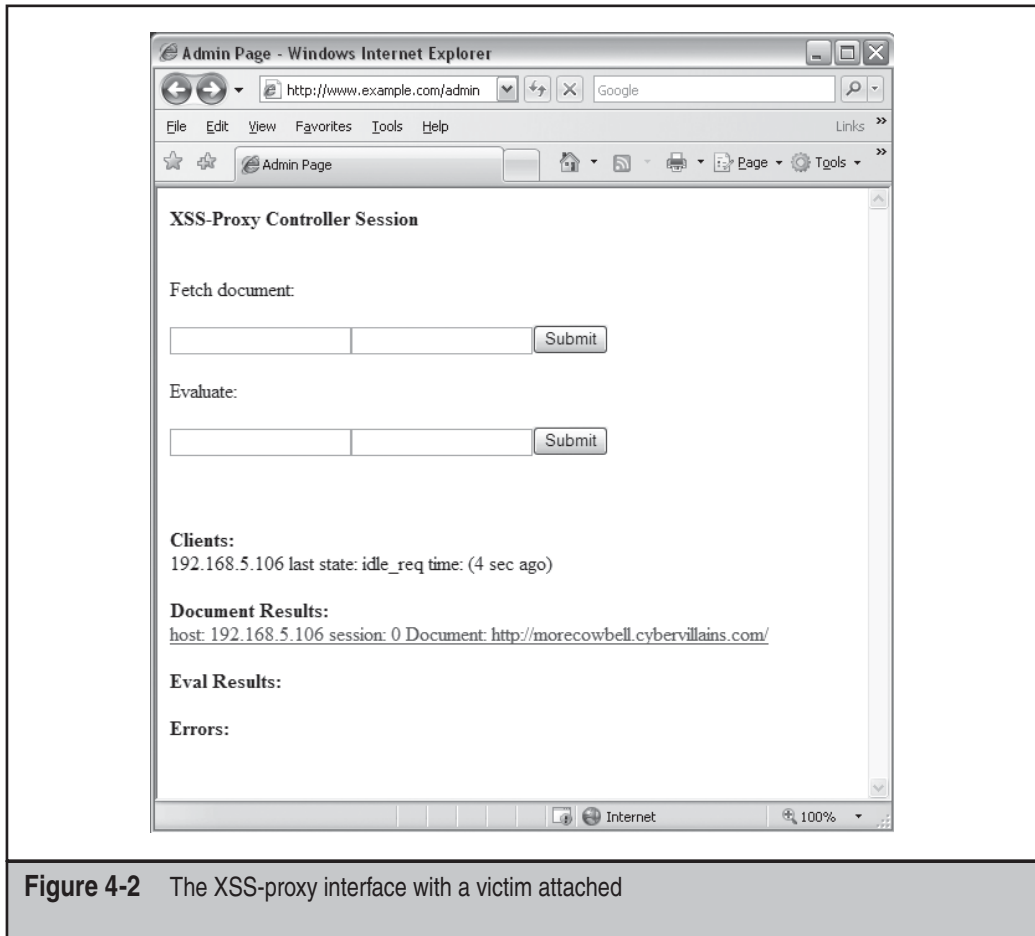 Admin Page - Windows Internet Explorer
http://www.example.com/admin
Google
File Edit View Favorites Tools Help Links »
Admin Page Page Tools »
XSS-Proxy Controller Session
Fetch document:
Submit
Evaluate:
Submit
Clients:
192.168.5.106 last state: idle_req time: (4 sec ago)
Document Results:
host: 192.168.5.106 session: 0 Document: http://morecowbell.cybervillains.com/
Eval Results:
Errors:
Internet 100%
Figure 4-2 The XSS-proxy interface with a victim attached